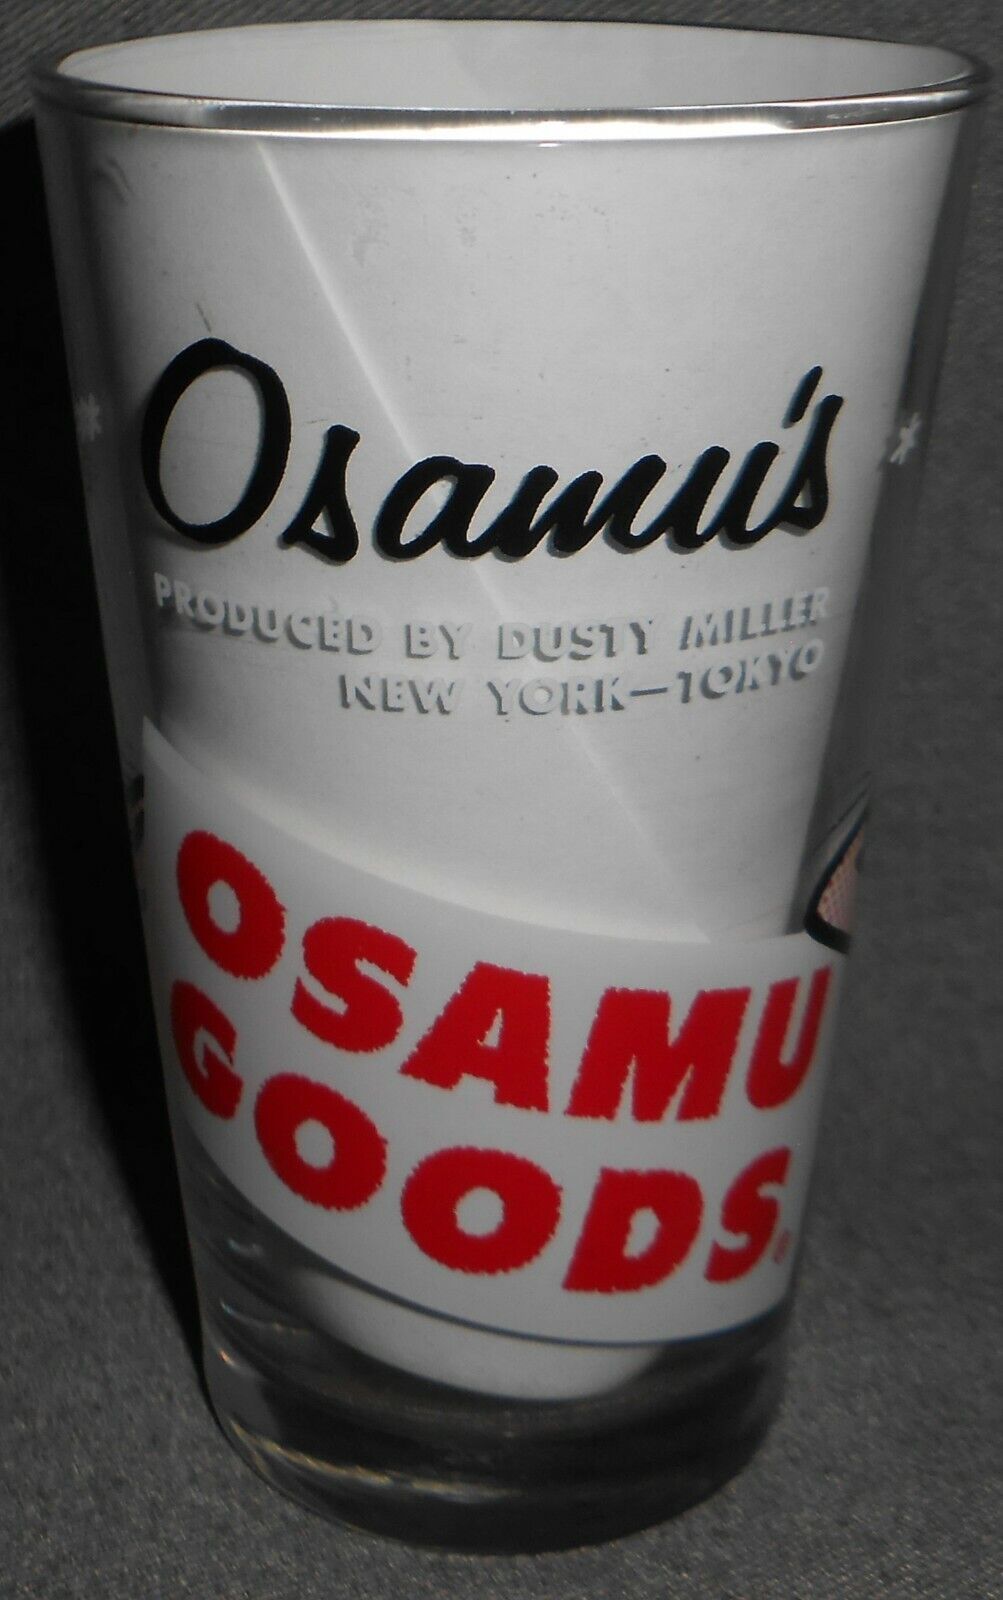 Osamu's
PRODUCED BY DUSTY MILLER
NEW YORK—TOKYO
OSAMU
GOODS®